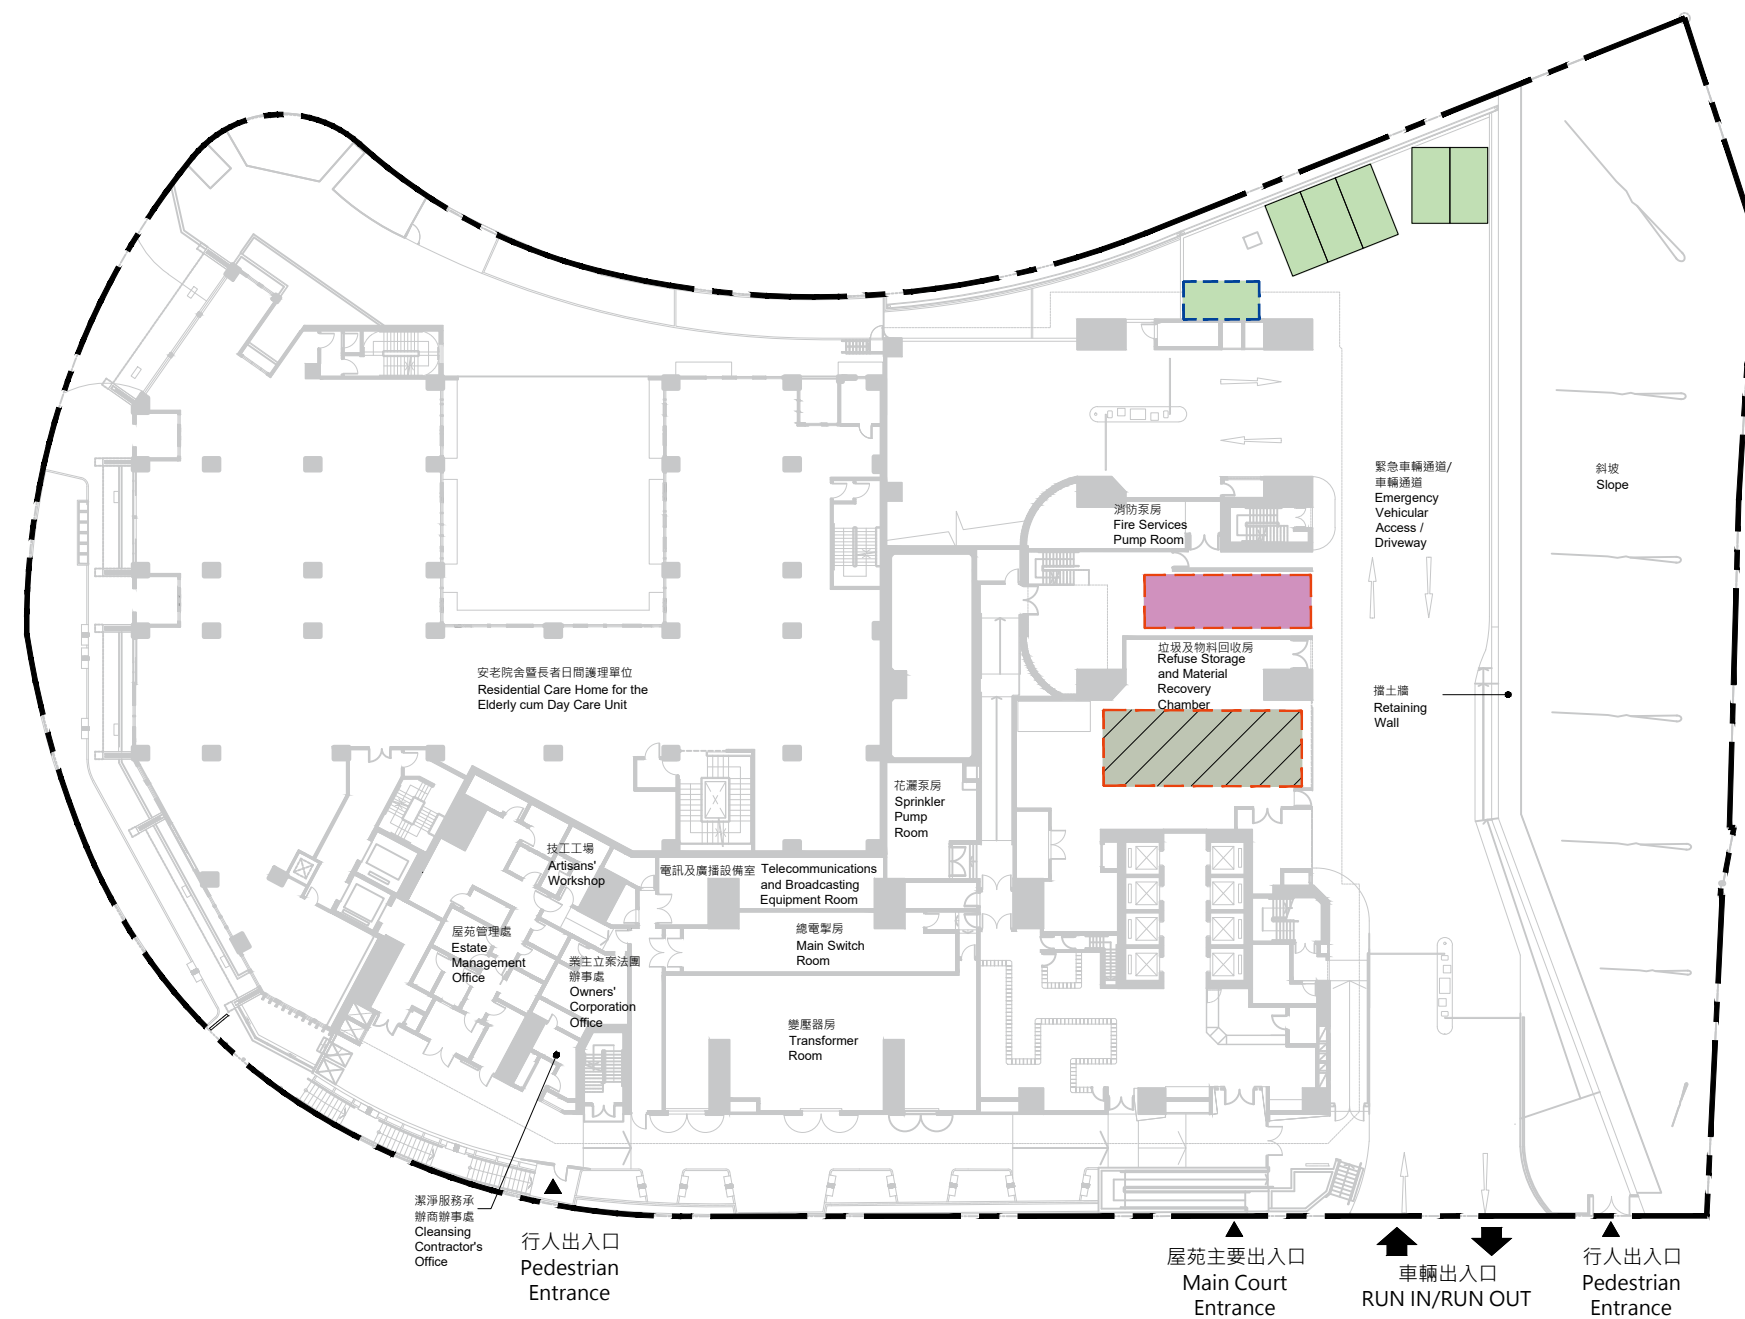 緊急車輛通道/
車輛通道
Emergency
Vehicular
Access /
Driveway
斜坡
Slope
消防泵房
Fire Services
Pump Room
垃圾及物料回收房
Refuse Storage
and Material
Recovery
Chamber
安老院舍暨長者日間護理單位
Residential Care Home for the
Elderly cum Day Care Unit
擋土牆
Retaining
Wall
花灑泵房
Sprinkler
Pump
Room
技工工場
Artisans'
Workshop
電訊及廣播設備室 Telecommunications
and Broadcasting
Equipment Room
屋苑管理處
Estate
Management
Office
總電掣房
Main Switch
Room
業主立案法團
辦事處
Owners'
Corporation
Office
變壓器房
Transformer
Room
潔淨服務承
辦商辦事處
Cleansing
Contractor's
Office
行人出入口
Pedestrian
Entrance
屋苑主要出入口
Main Court
Entrance
車輛出入口
RUN IN/RUN OUT
行人出入口
Pedestrian
Entrance